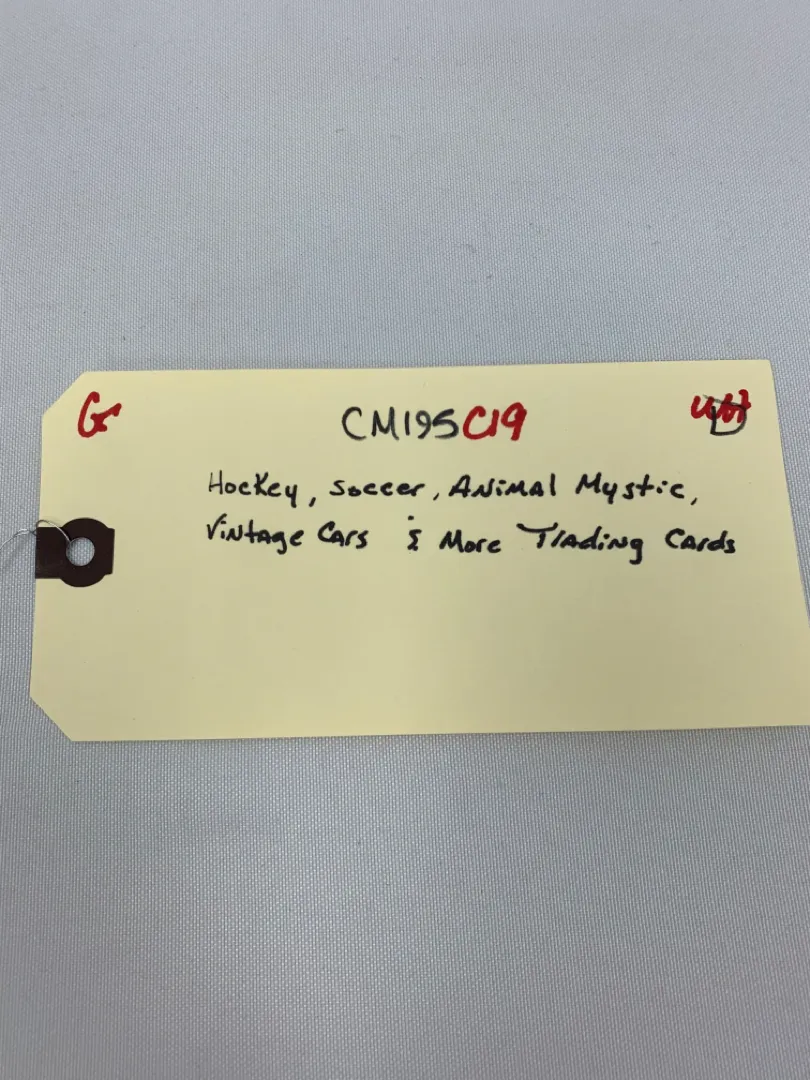 G CM195C19
Hockey, Soccer, Animal Mystic,
Vintage Cars & More Trading Cards